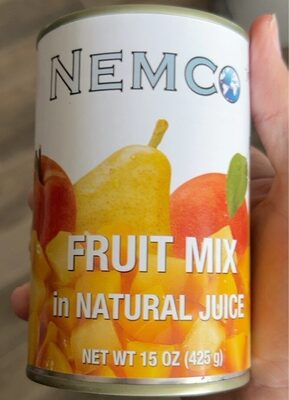 NEMCO
FRUIT MIX
in NATURAL JUICE
NET WT 15 OZ (425 g)